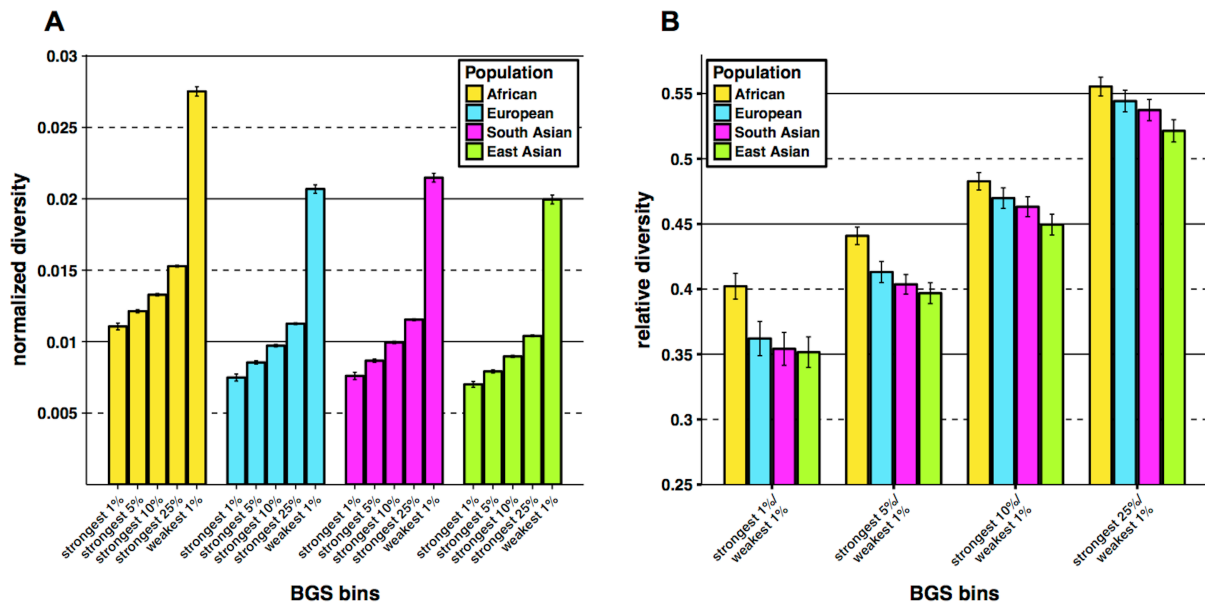 A
normalized diversity
0.03
0.025
0.02
0.015
0.01
0.005
Population
African
European
South Asian
East Asian
strongest 1%
strongest 5%
strongest 10%
strongest 25%
weakest 1%
strongest 1%
strongest 5%
strongest 10%
strongest 25%
weakest 1%
strongest 1%
strongest 5%
strongest 10%
strongest 25%
weakest 1%
strongest 1%
strongest 5%
strongest 10%
strongest 25%
weakest 1%
BGS bins
B
relative diversity
0.55
0.5
0.45
0.4
0.35
0.3
0.25
Population
African
European
South Asian
East Asian
strongest 1%/
weakest 1%
strongest 5%/
weakest 1%
strongest 10%/
weakest 1%
strongest 25%/
weakest 1%
BGS bins